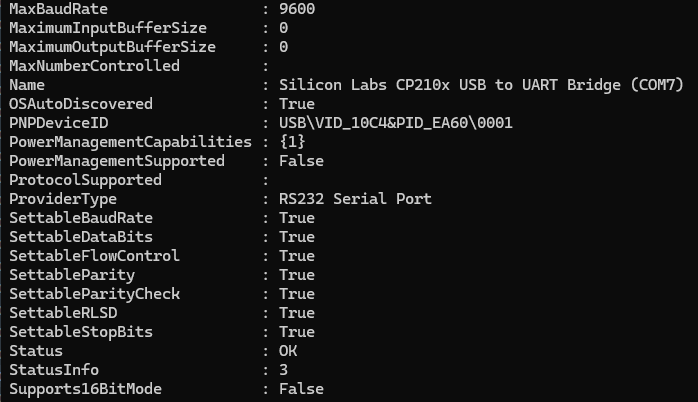 MaxBaudRate                 : 9600
MaximumInputBufferSize      : 0
MaximumOutputBufferSize     : 0
MaxNumberControlled         :
Name                        : Silicon Labs CP210x USB to UART Bridge (COM7)
OSAutoDiscovered            : True
PNPDeviceID                 : USB\VID_10C4&PID_EA60\0001
PowerManagementCapabilities : {1}
PowerManagementSupported    : False
ProtocolSupported           :
ProviderType                : RS232 Serial Port
SettableBaudRate            : True
SettableDataBits            : True
SettableFlowControl         : True
SettableParity              : True
SettableParityCheck         : True
SettableRLSD                : True
SettableStopBits            : True
Status                      : OK
StatusInfo                  : 3
Supports16BitMode           : False